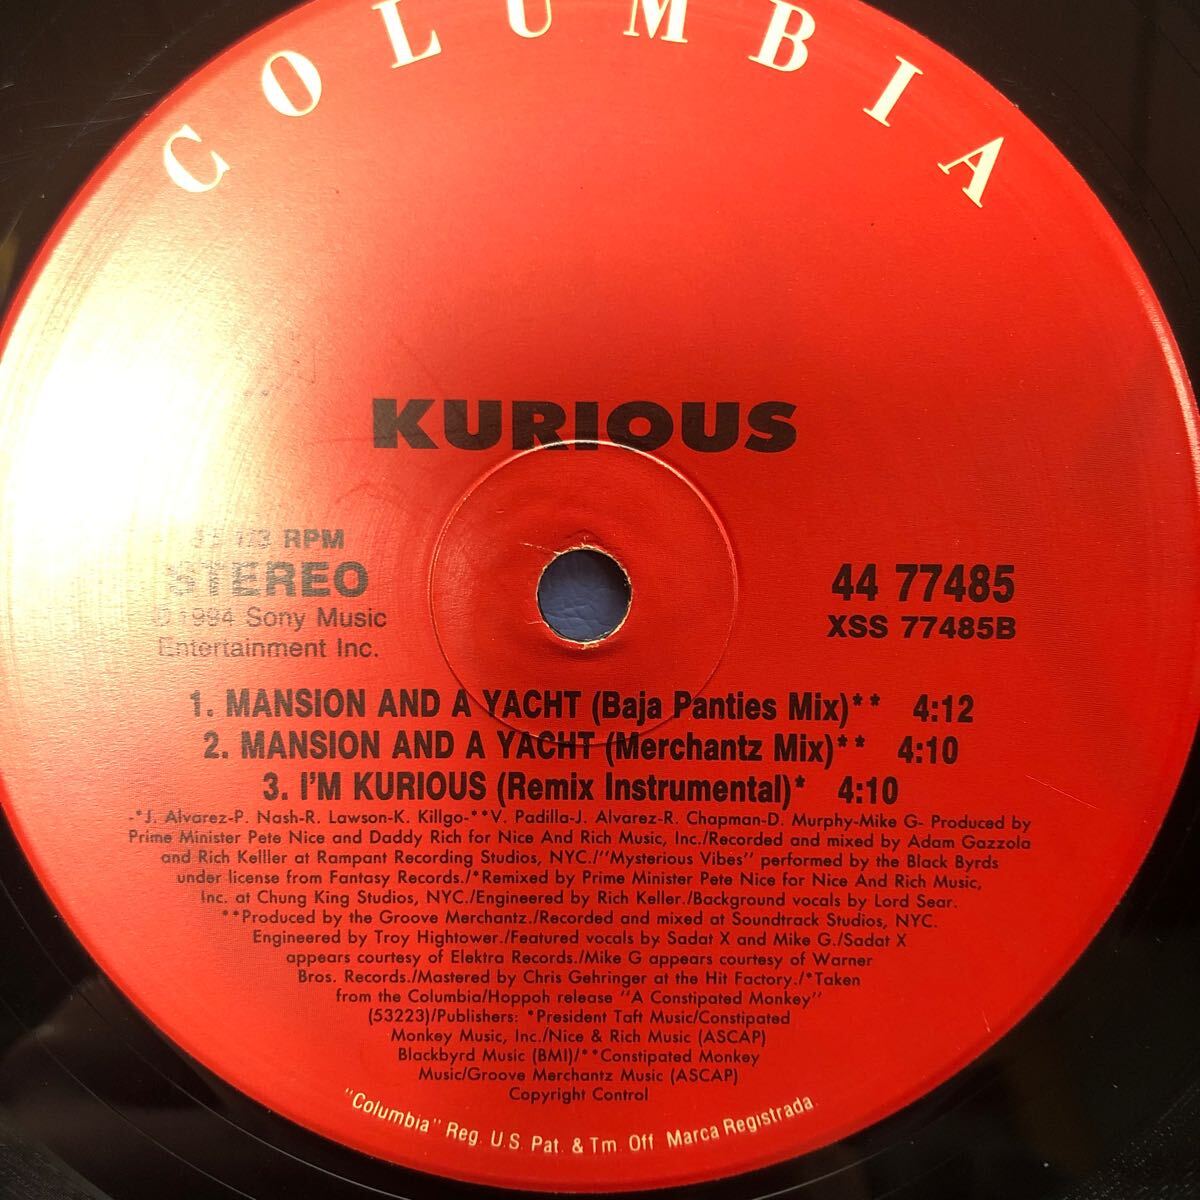 COLUMBIA
KURIOUS
33 1/3 RPM
STEREO
℗ 1994 Sony Music
Entertainment Inc.
44 77485
XSS 77485B
1. MANSION AND A YACHT (Baja Panties Mix)** 4:12
2. MANSION AND A YACHT (Merchantz Mix)** 4:10
3. I'M KURIOUS (Remix Instrumental)* 4:10
-*J. Alvarez-P. Nash-R. Lawson-K. Killgo-**V. Padilla-J. Alvarez-R. Chapman-D. Murphy-Mike G- Produced by
Prime Minister Pete Nice and Daddy Rich for Nice And Rich Music, Inc./Recorded and mixed by Adam Gazzola
and Rich Kelller at Rampant Recording Studios, NYC./"Mysterious Vibes" performed by the Black Byrds
under license from Fantasy Records./*Remixed by Prime Minister Pete Nice for Nice And Rich Music,
Inc. at Chung King Studios, NYC./Engineered by Rich Keller./Background vocals by Lord Sear.
**Produced by the Groove Merchantz./Recorded and mixed at Soundtrack Studios, NYC.
Engineered by Troy Hightower./Featured vocals by Sadat X and Mike G./Sadat X
appears courtesy of Elektra Records./Mike G appears courtesy of Warner
Bros. Records./Mastered by Chris Gehringer at the Hit Factory./*Taken
from the Columbia/Hoppoh release "A Constipated Monkey"
(53223)/Publishers: *President Taft Music/Constipated
Monkey Music, Inc./Nice & Rich Music (ASCAP)
Blackbyrd Music (BMI)/**Constipated Monkey
Music/Groove Merchantz Music (ASCAP)
Copyright Control
"Columbia" Reg. U.S. Pat. & Tm. Off. Marca Registrada.